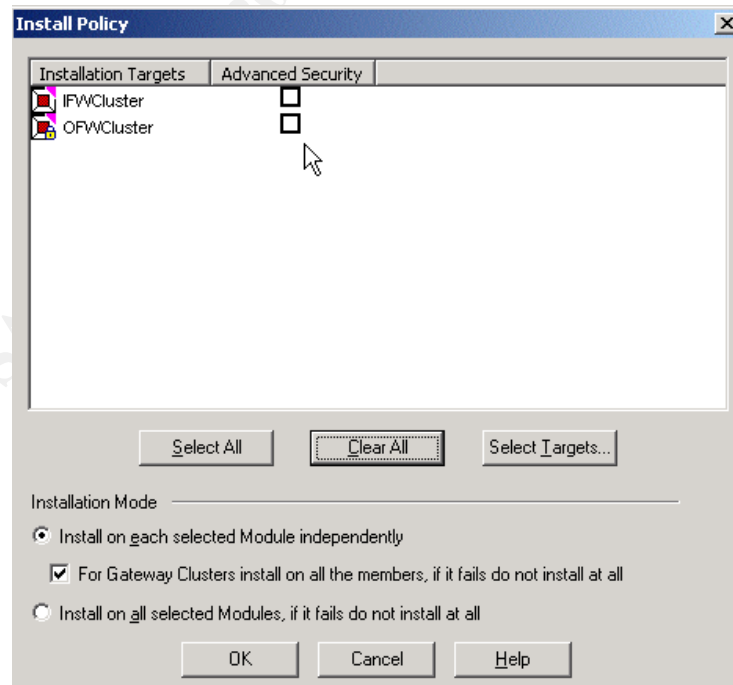 Install Policy
Installation Targets Advanced Security
IFWCluster
OFWCluster
Select All Clear All Select Targets...
Installation Mode
Install on each selected Module independently
For Gateway Clusters install on all the members, if it fails do not install at all
Install on all selected Modules, if it fails do not install at all
OK Cancel Help